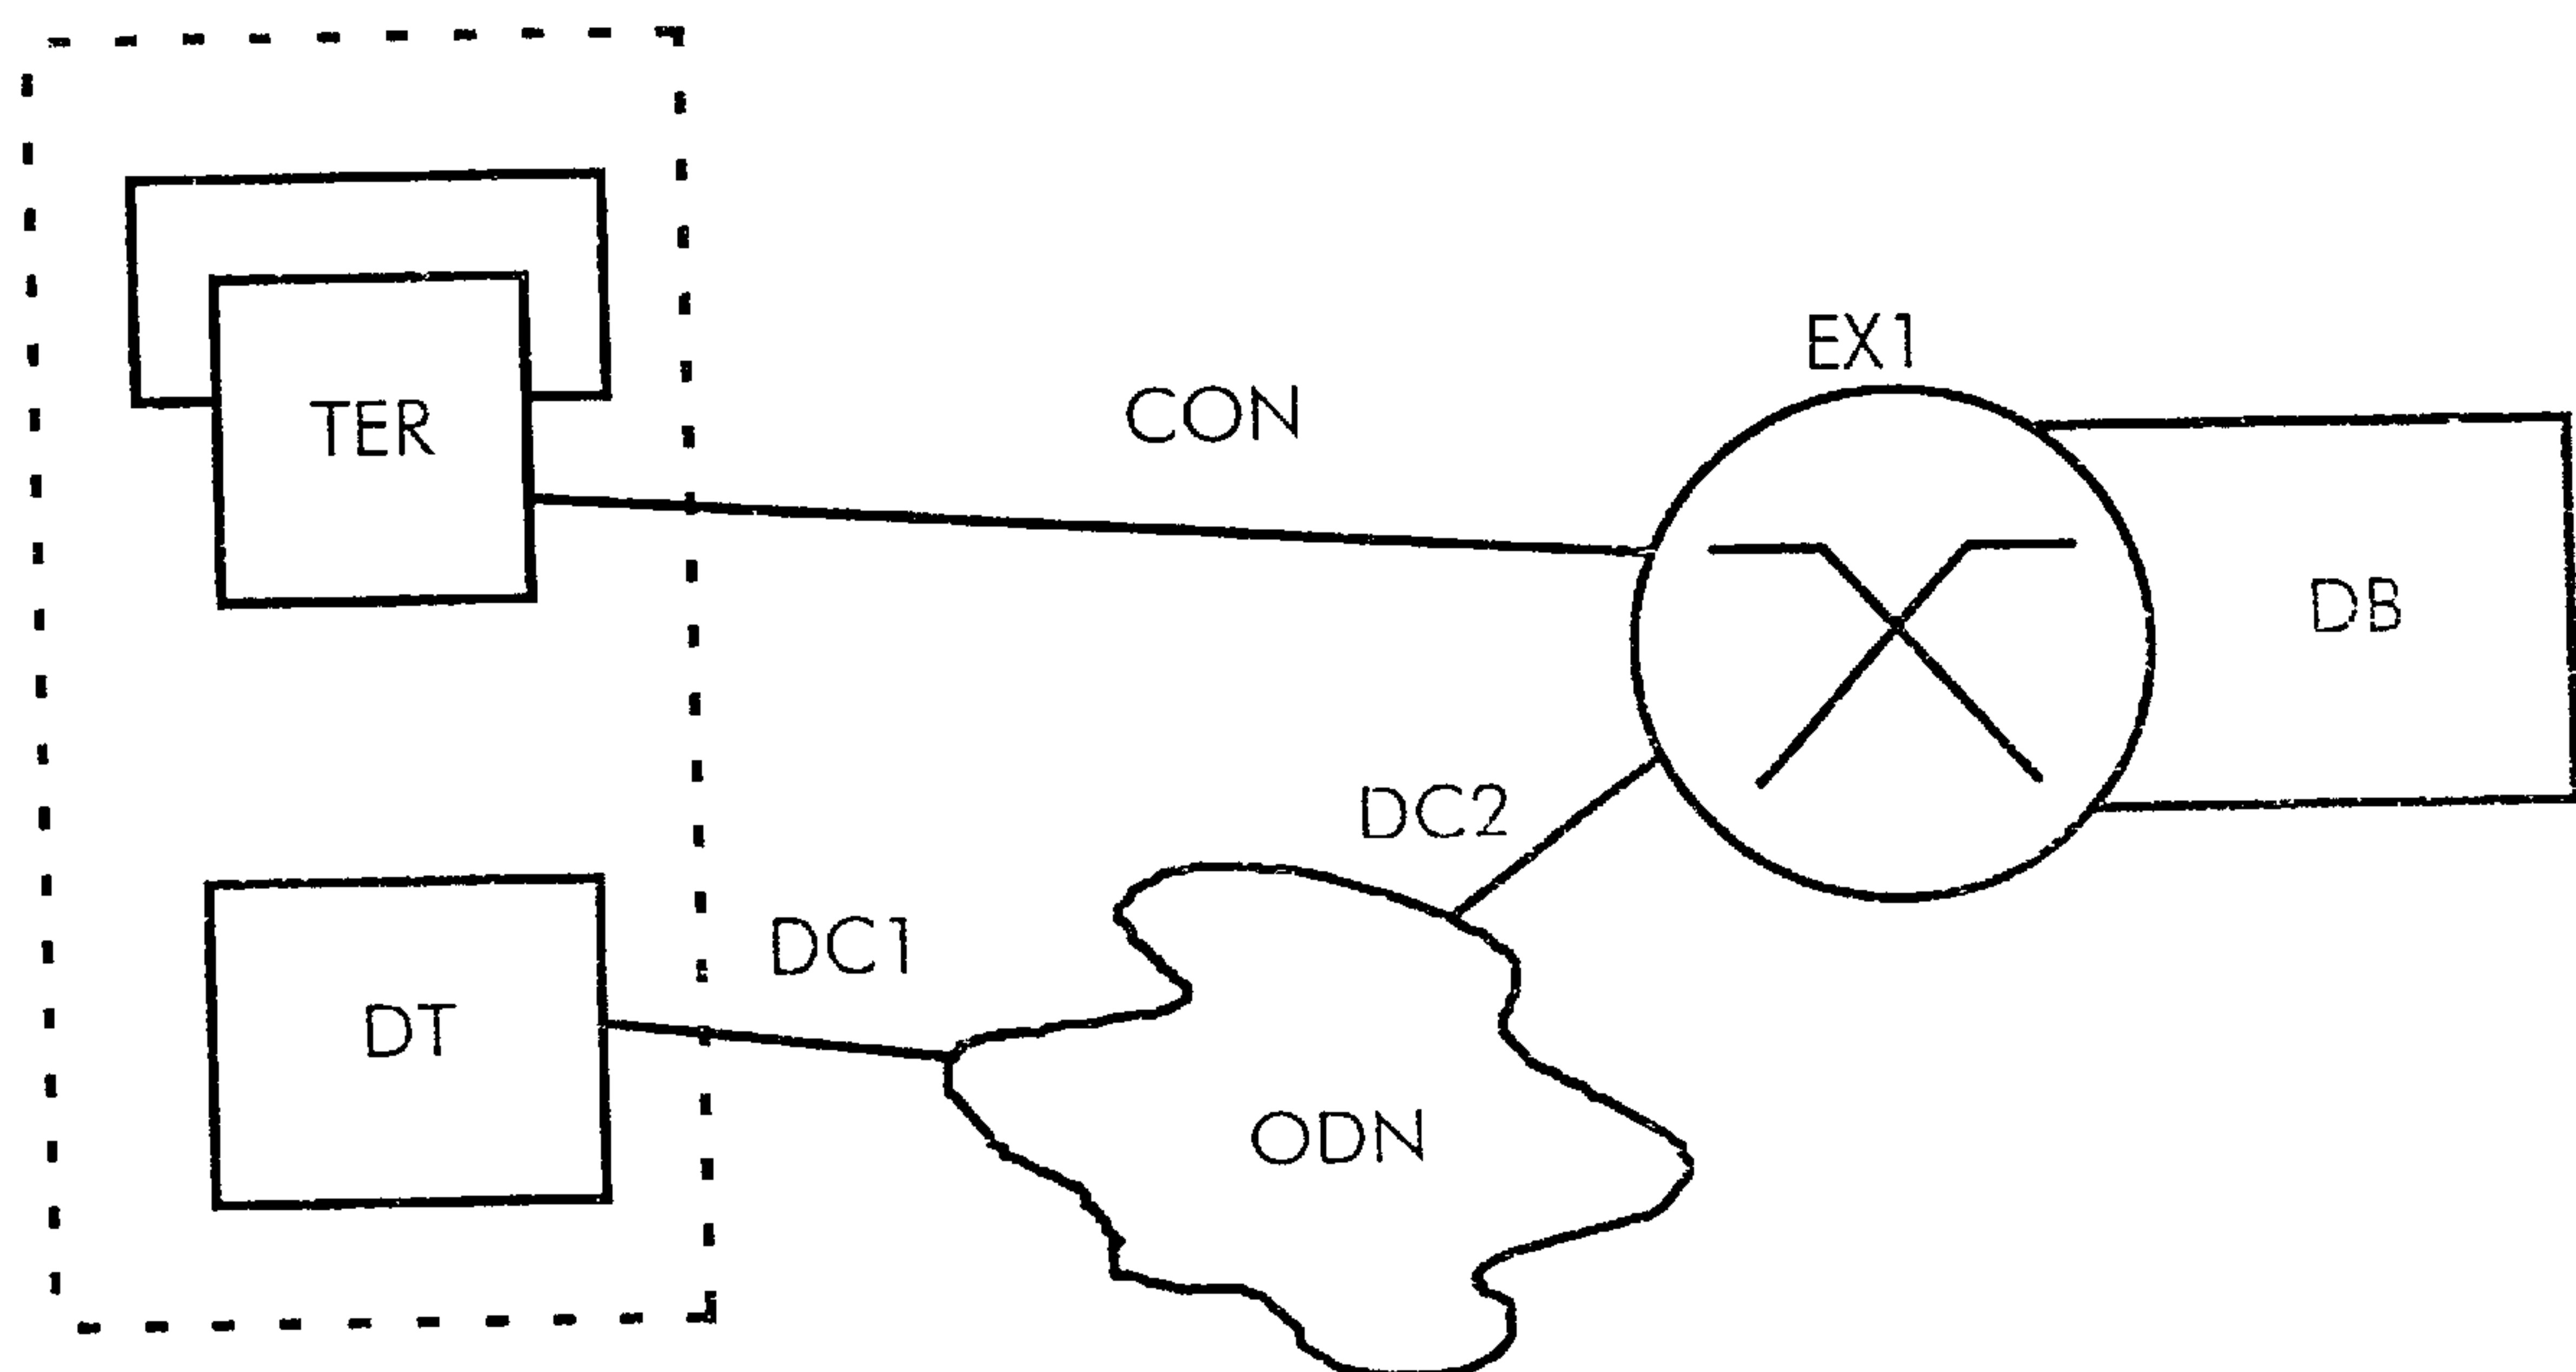 EX1
CON
TER
DB
DC2
DC1
DT
ODN